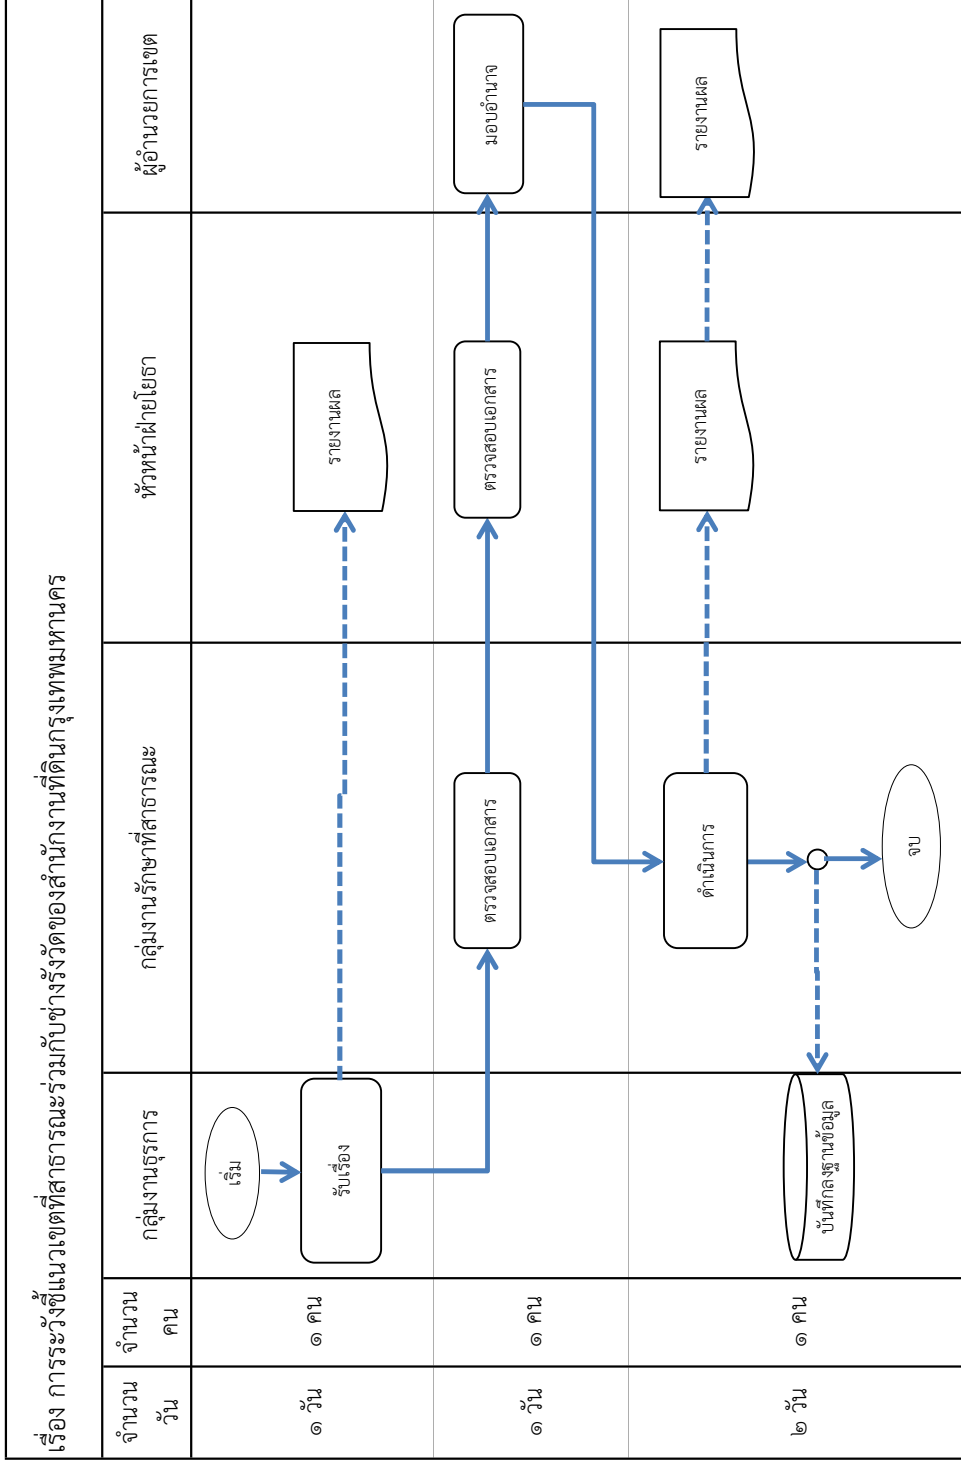 เรื่อง การระวังชี้แนวเขตที่สาธารณะร่วมกับช่างรังวัดของสำนักงานที่ดินกรุงเทพมหานคร
จำนวน
วัน
จำนวน
คน
กลุ่มงานธุรการ
กลุ่มงานรักษาที่สาธารณะ
หัวหน้าฝ่ายโยธา
ผู้อำนวยการเขต
๑ วัน
๑ คน
เริ่ม
รับเรื่อง
รายงานผล
๑ วัน
๑ คน
ตรวจสอบเอกสาร
ตรวจสอบเอกสาร
มอบอำนาจ
๒ วัน
๑ คน
ดำเนินการ
รายงานผล
รายงานผล
บันทึกลงฐานข้อมูล
จบ